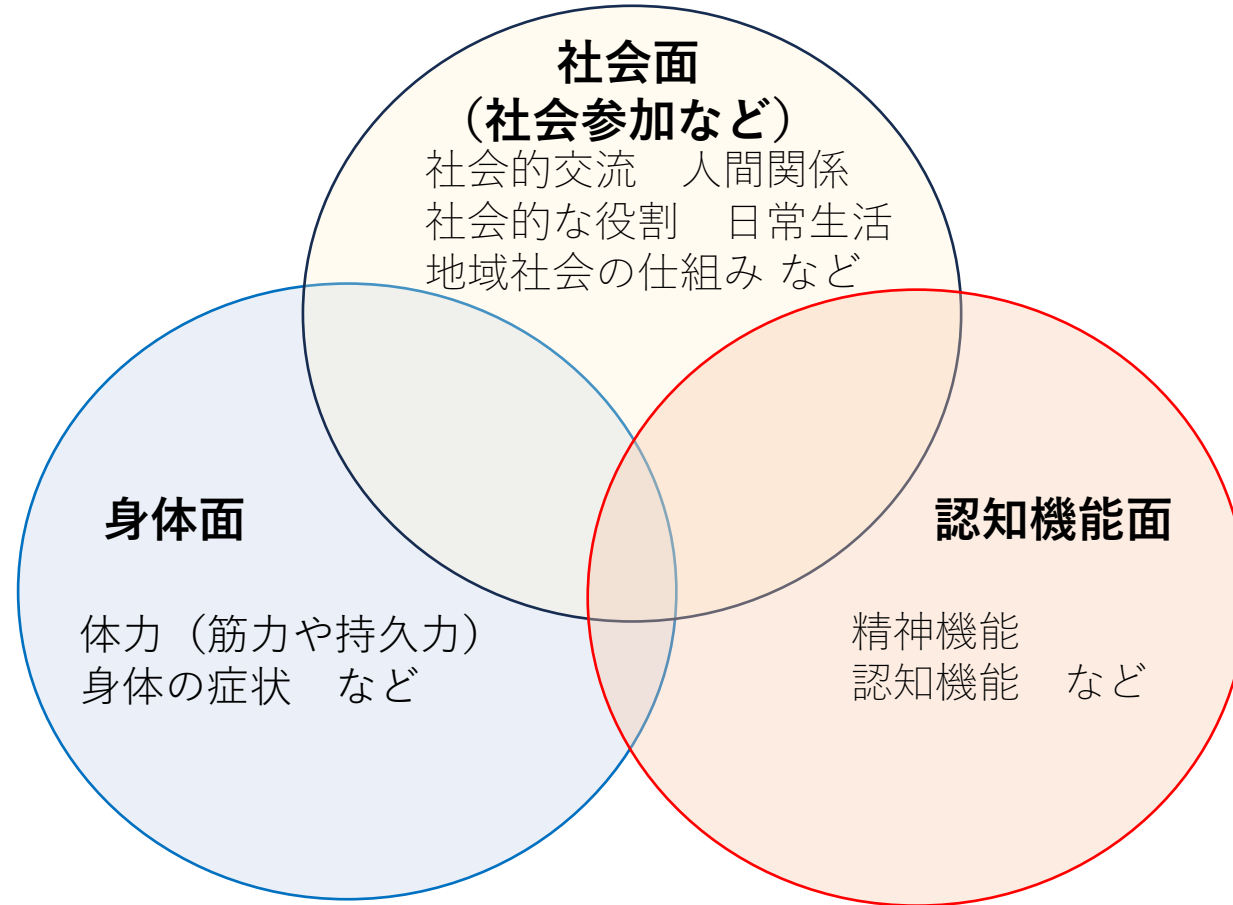 社会面
（社会参加など）
社会的交流　人間関係
社会的な役割　日常生活
地域社会の仕組み など
身体面
体力（筋力や持久力）
身体の症状　など
認知機能面
精神機能
認知機能　など